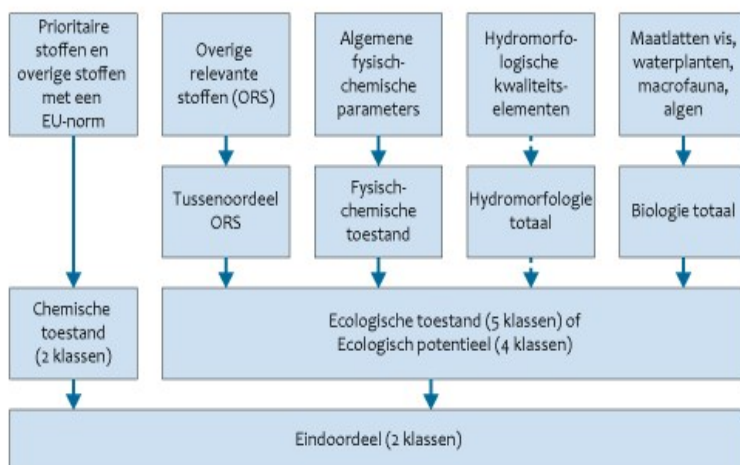 Prioritaire
stoffen en
overige stoffen
met een
EU-norm
Overige
relevante
stoffen (ORS)
Algemene
fysisch-
chemische
parameters
Hydromorfo-
logische
kwaliteits-
elementen
Maatlatten vis,
waterplanten,
macrofauna,
algen
Tussenoordeel
ORS
Fysisch-
chemische
toestand
Hydromorfologie
totaal
Biologie totaal
Chemische
toestand
(2 klassen)
Ecologische toestand (5 klassen) of
Ecologisch potentieel (4 klassen)
Eindoordeel (2 klassen)